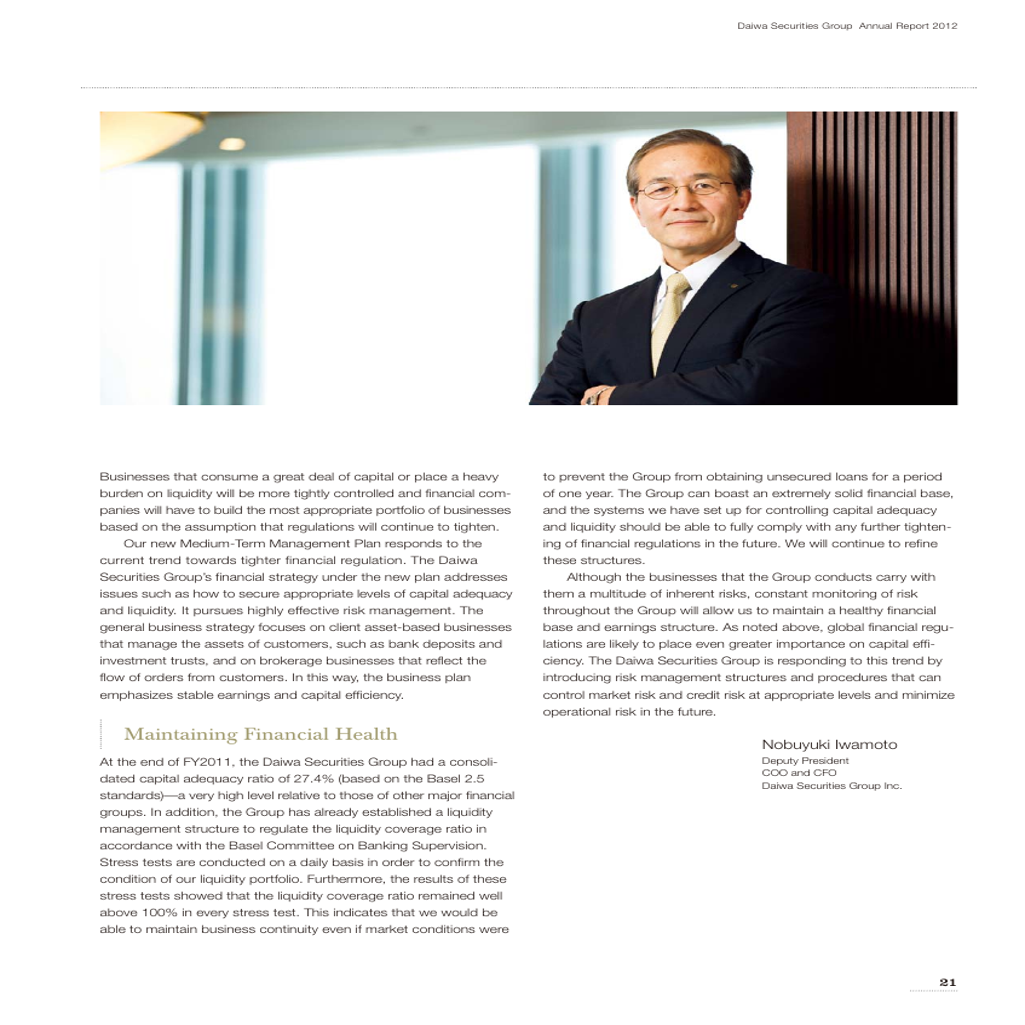 Daiwa Securities Group Annual Report 2012
Businesses that consume a great deal of capital or place a heavy
burden on liquidity will be more tightly controlled and financial com-
panies will have to build the most appropriate portfolio of businesses
based on the assumption that regulations will continue to tighten.
Our new Medium-Term Management Plan responds to the
current trend towards tighter financial regulation. The Daiwa
Securities Group's financial strategy under the new plan addresses
issues such as how to secure appropriate levels of capital adequacy
and liquidity. It pursues highly effective risk management. The
general business strategy focuses on client asset-based businesses
that manage the assets of customers, such as bank deposits and
investment trusts, and on brokerage businesses that reflect the
flow of orders from customers. In this way, the business plan
emphasizes stable earnings and capital efficiency.
Maintaining Financial Health
At the end of FY2011, the Daiwa Securities Group had a consoli-
dated capital adequacy ratio of 27.4% (based on the Basel 2.5
standards)—a very high level relative to those of other major financial
groups. In addition, the Group has already established a liquidity
management structure to regulate the liquidity coverage ratio in
accordance with the Basel Committee on Banking Supervision.
Stress tests are conducted on a daily basis in order to confirm the
condition of our liquidity portfolio. Furthermore, the results of these
stress tests showed that the liquidity coverage ratio remained well
above 100% in every stress test. This indicates that we would be
able to maintain business continuity even if market conditions were
to prevent the Group from obtaining unsecured loans for a period
of one year. The Group can boast an extremely solid financial base,
and the systems we have set up for controlling capital adequacy
and liquidity should be able to fully comply with any further tighten-
ing of financial regulations in the future. We will continue to refine
these structures.
Although the businesses that the Group conducts carry with
them a multitude of inherent risks, constant monitoring of risk
throughout the Group will allow us to maintain a healthy financial
base and earnings structure. As noted above, global financial regu-
lations are likely to place even greater importance on capital effi-
ciency. The Daiwa Securities Group is responding to this trend by
introducing risk management structures and procedures that can
control market risk and credit risk at appropriate levels and minimize
operational risk in the future.
Nobuyuki Iwamoto
Deputy President
COO and CFO
Daiwa Securities Group Inc.
21